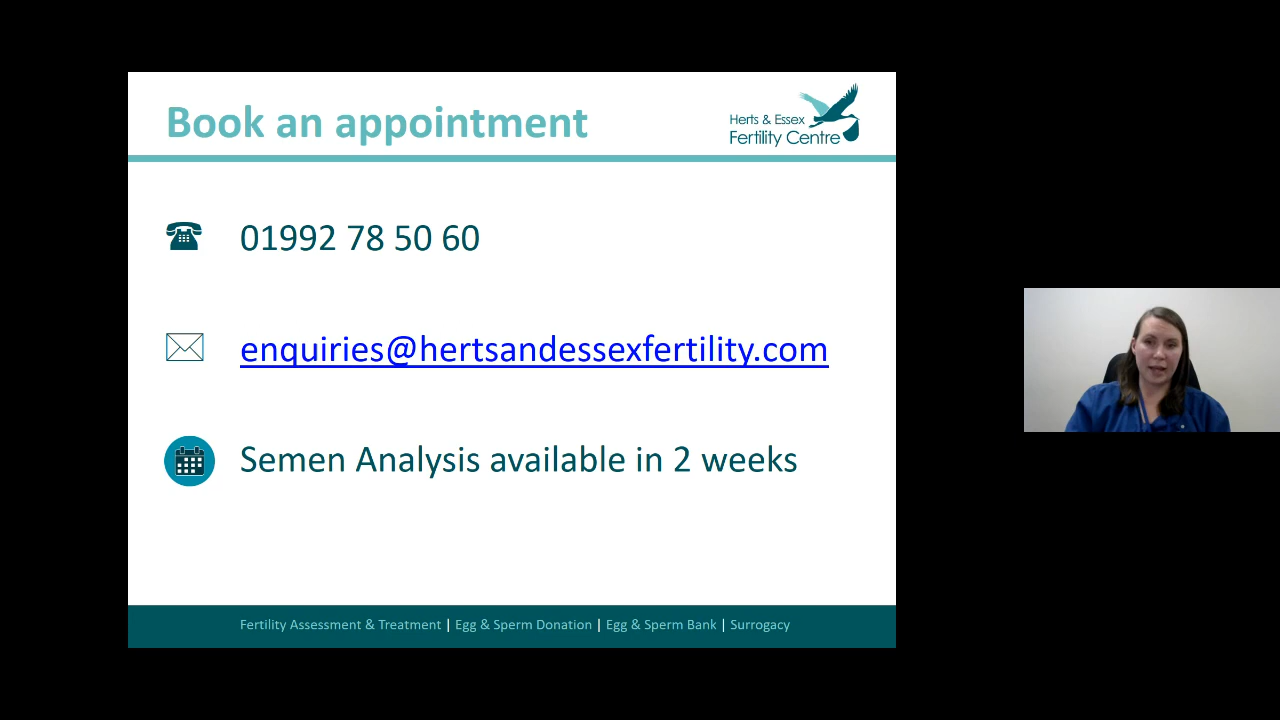 Book an appointment
Herts & Essex
Fertility Centre
01992 78 50 60
enquiries@hertsandessexfertility.com
Semen Analysis available in 2 weeks
Fertility Assessment & Treatment | Egg & Sperm Donation | Egg & Sperm Bank | Surrogacy